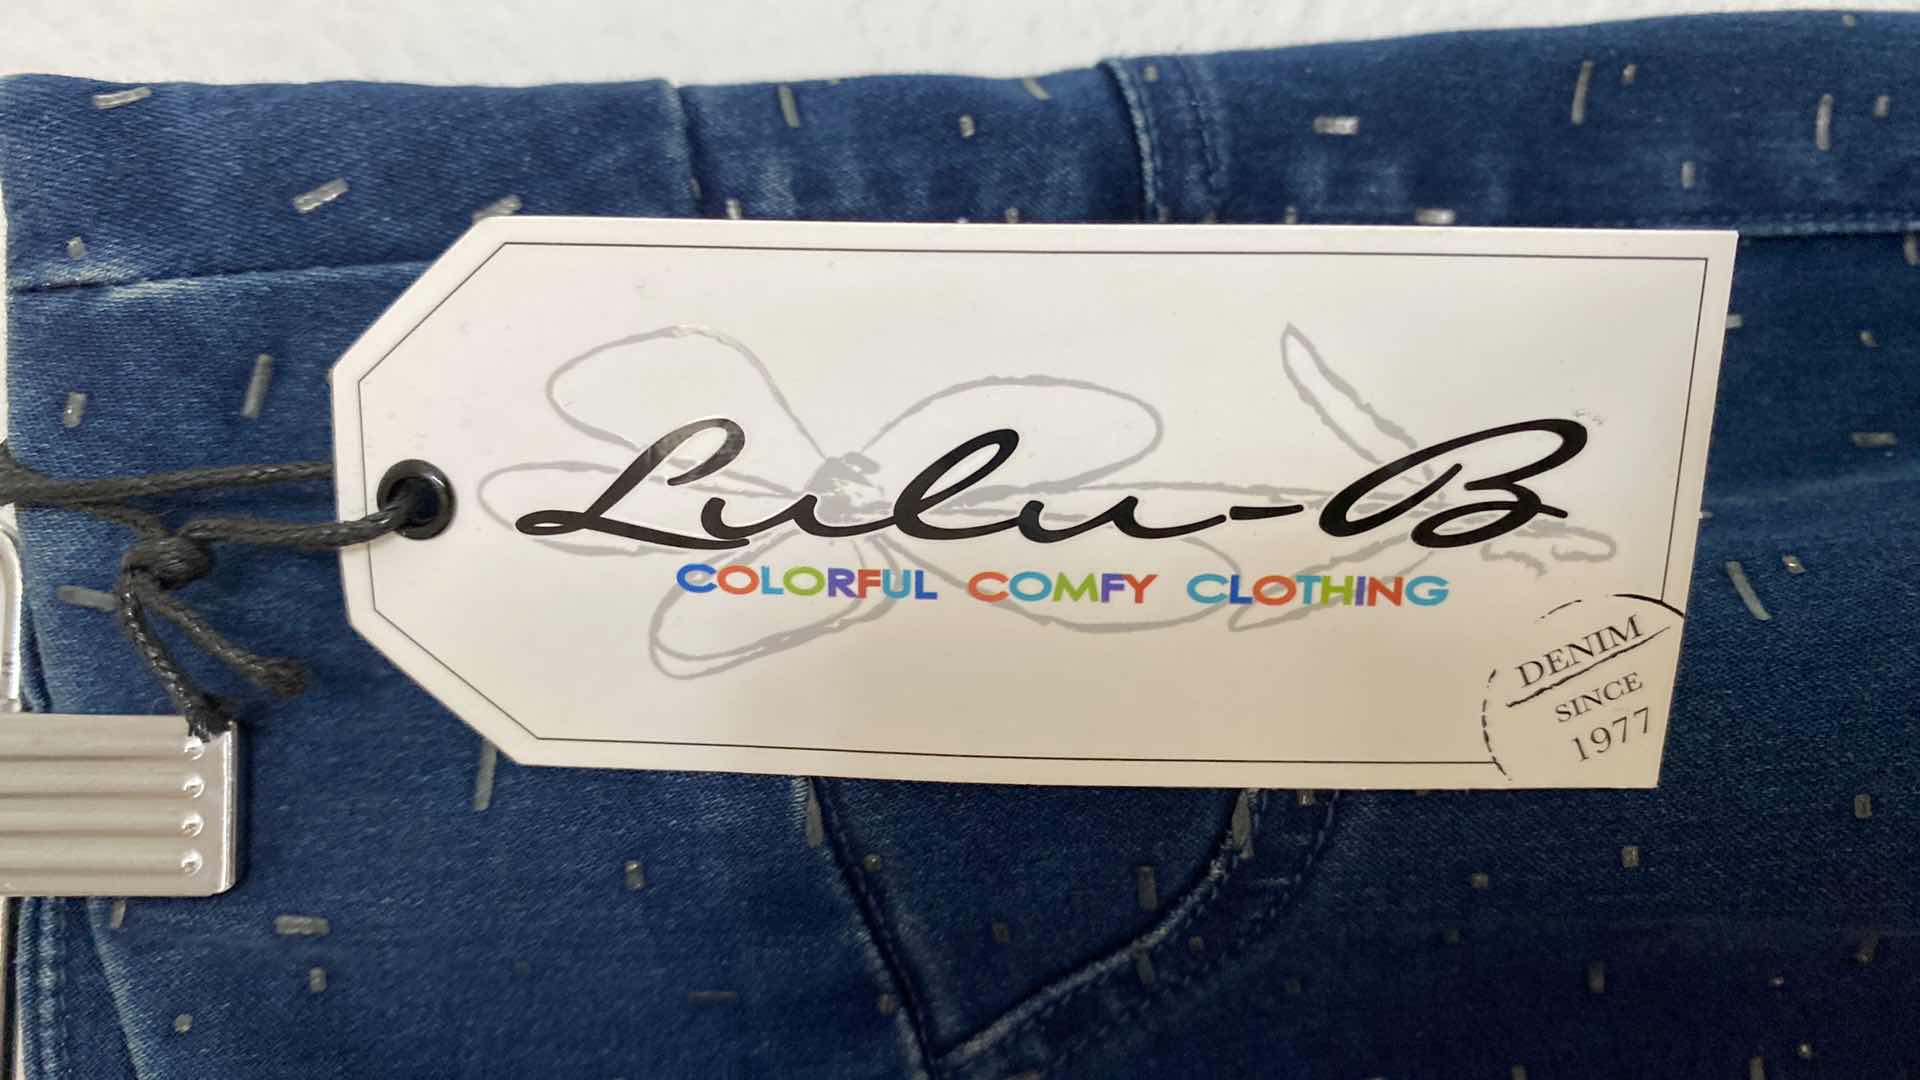 Lulu-B
COLORFUL COMFY CLOTHING
DENIM
SINCE
1977